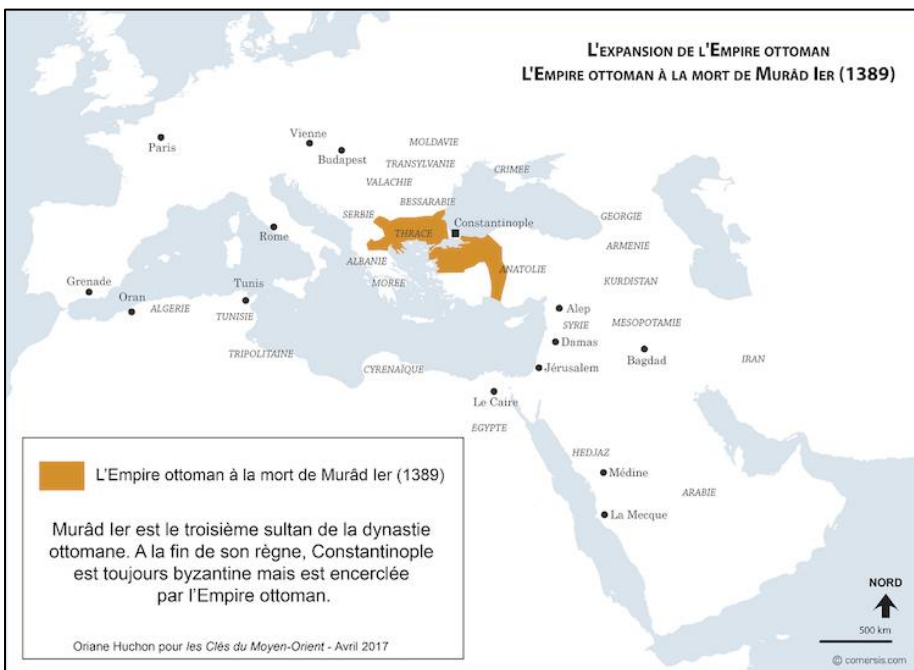 L'EXPANSION DE L'EMPIRE OTTOMAN
L'EMPIRE OTTOMAN À LA MORT DE MURÂD IER (1389)
Paris
Vienne
Budapest
MOLDAVIE
TRANSYLVANIE
CRIMEE
VALACHIE
BESSARABIE
SERBIE
Constantinople
GEORGIE
Rome
THRACE
ARMENIE
ALBANIE
ANATOLIE
MOREE
KURDISTAN
Grenade
Oran
Tunis
ALGERIE
TUNISIE
Alep
SYRIE
MESOPOTAMIE
Damas
Bagdad
IRAN
TRIPOLITAINE
CYRENAÏQUE
Jérusalem
Le Caire
EGYPTE
HEDJAZ
Médine
ARABIE
La Mecque
L'Empire ottoman à la mort de Murâd Ier (1389)
Murâd Ier est le troisième sultan de la dynastie
ottomane. A la fin de son règne, Constantinople
est toujours byzantine mais est encerclée
par l'Empire ottoman.
Oriane Huchon pour les Clés du Moyen-Orient - Avril 2017
NORD
500 km
© comersis.com